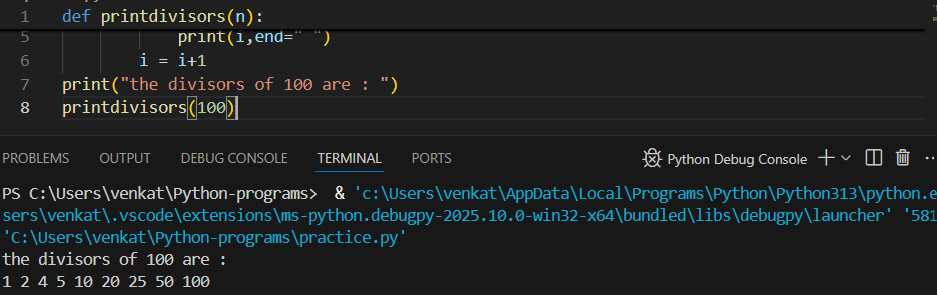 1 def printdivisors(n):
5 print(i,end=" ")
6 i = i+1
7 print("the divisors of 100 are : ")
8 printdivisors(100)
PROBLEMS OUTPUT DEBUG CONSOLE TERMINAL PORTS Python Debug Console
PS C:\Users\venkat\Python-programs> & 'c:\Users\venkat\AppData\Local\Programs\Python\Python313\python.e
sers\venkat\.vscode\extensions\ms-python.debugpy-2025.10.0-win32-x64\bundled\libs\debugpy\launcher' '581
'C:\Users\venkat\Python-programs\practice.py'
the divisors of 100 are :
1 2 4 5 10 20 25 50 100